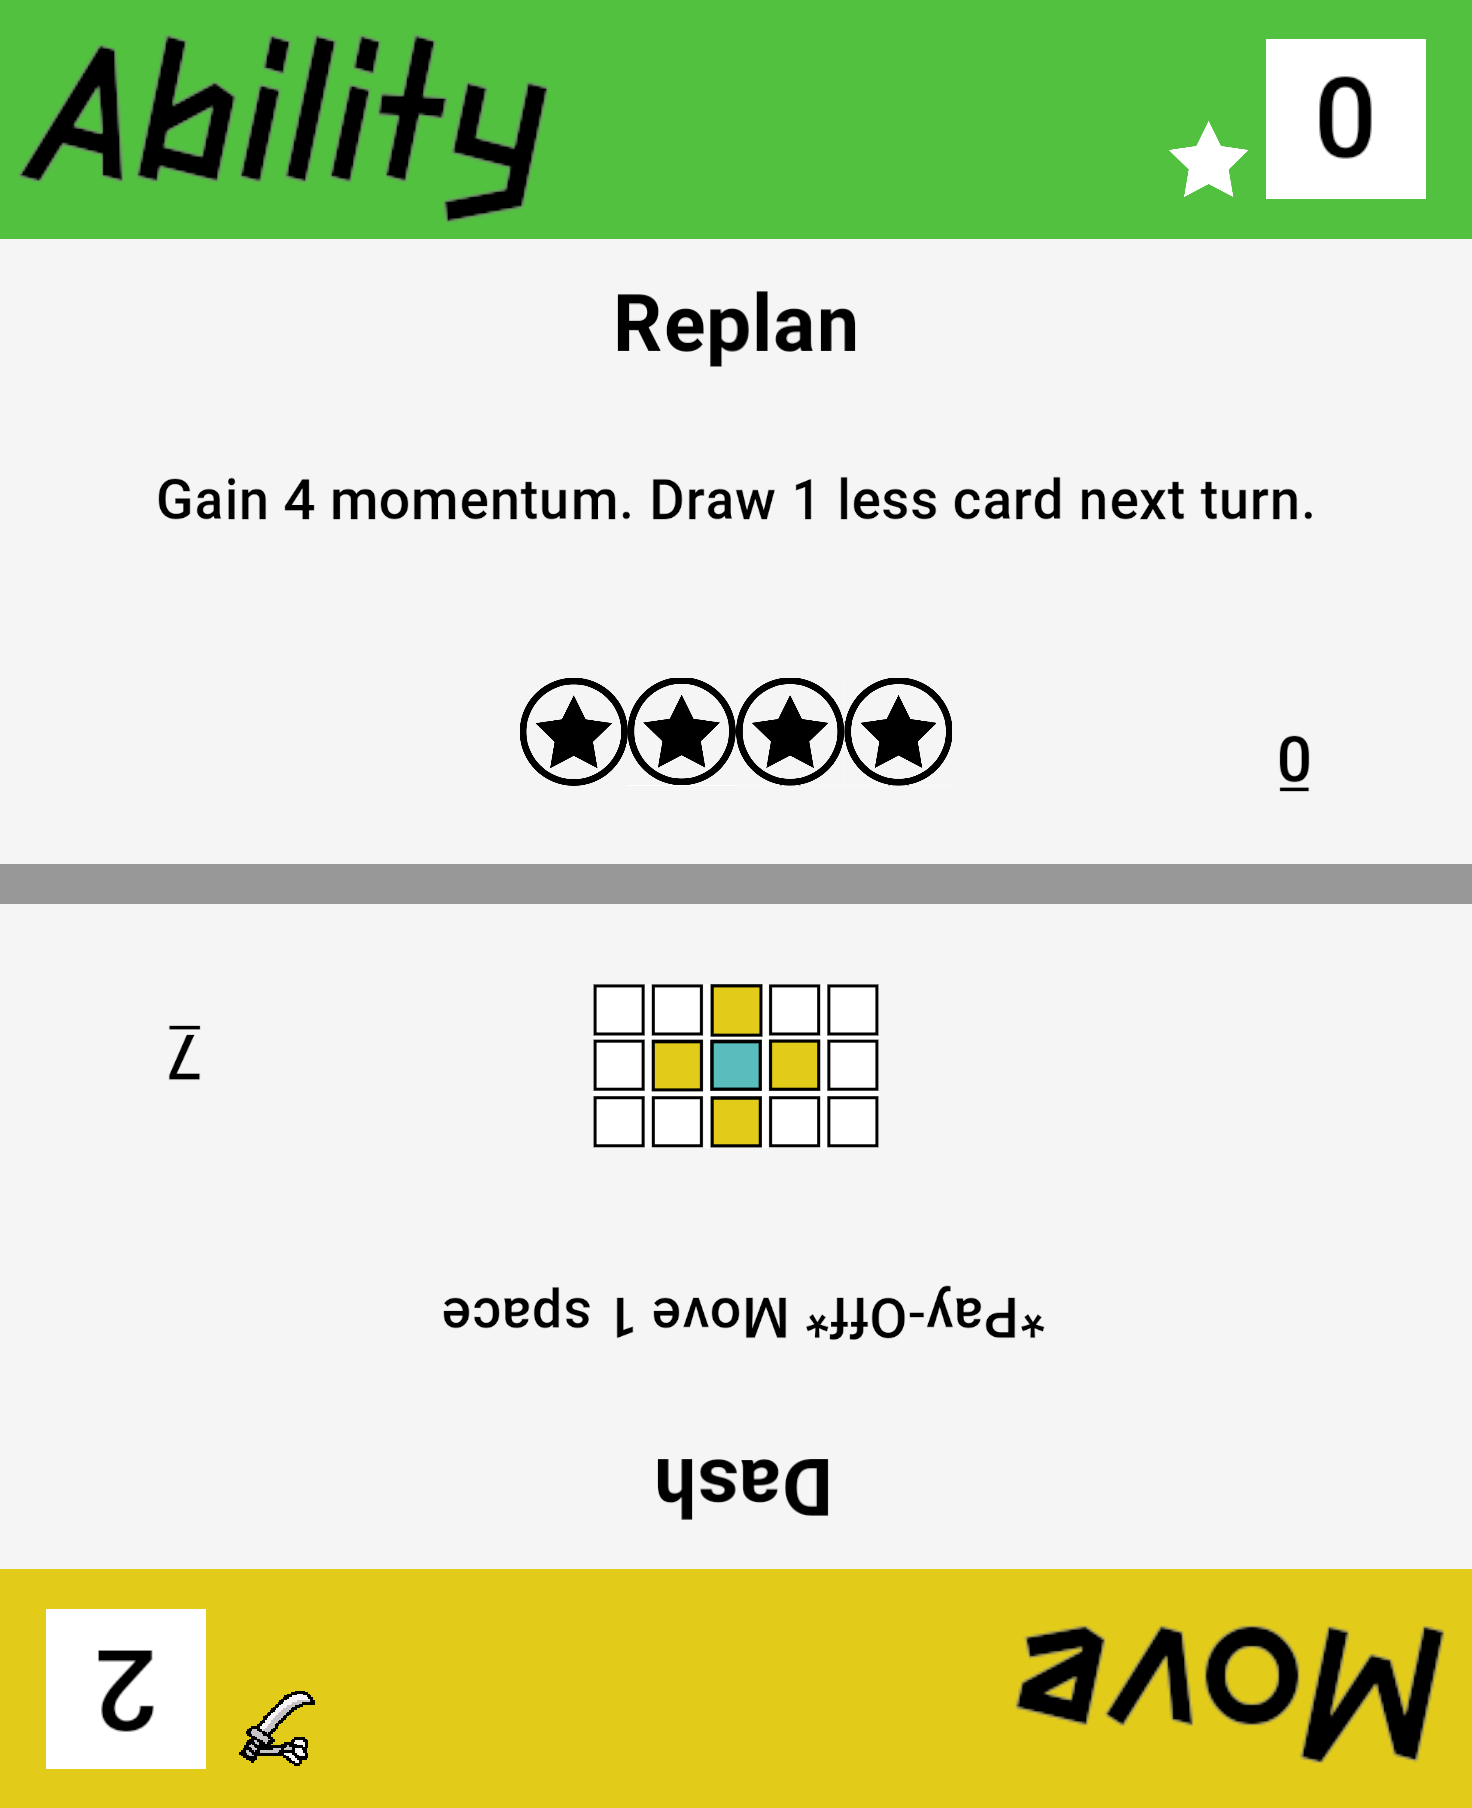 Ability
0
Replan
Gain 4 momentum. Draw 1 less card next turn.
0
Move
2
Dash
*Pay-Off* Move 1 space
7